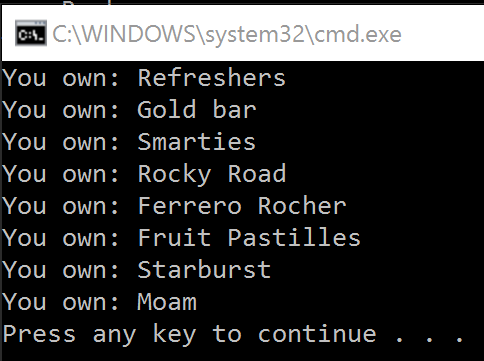 C:\WINDOWS\system32\cmd.exe
You own: Refreshers
You own: Gold bar
You own: Smarties
You own: Rocky Road
You own: Ferrero Rocher
You own: Fruit Pastilles
You own: Starburst
You own: Moam
Press any key to continue . . .